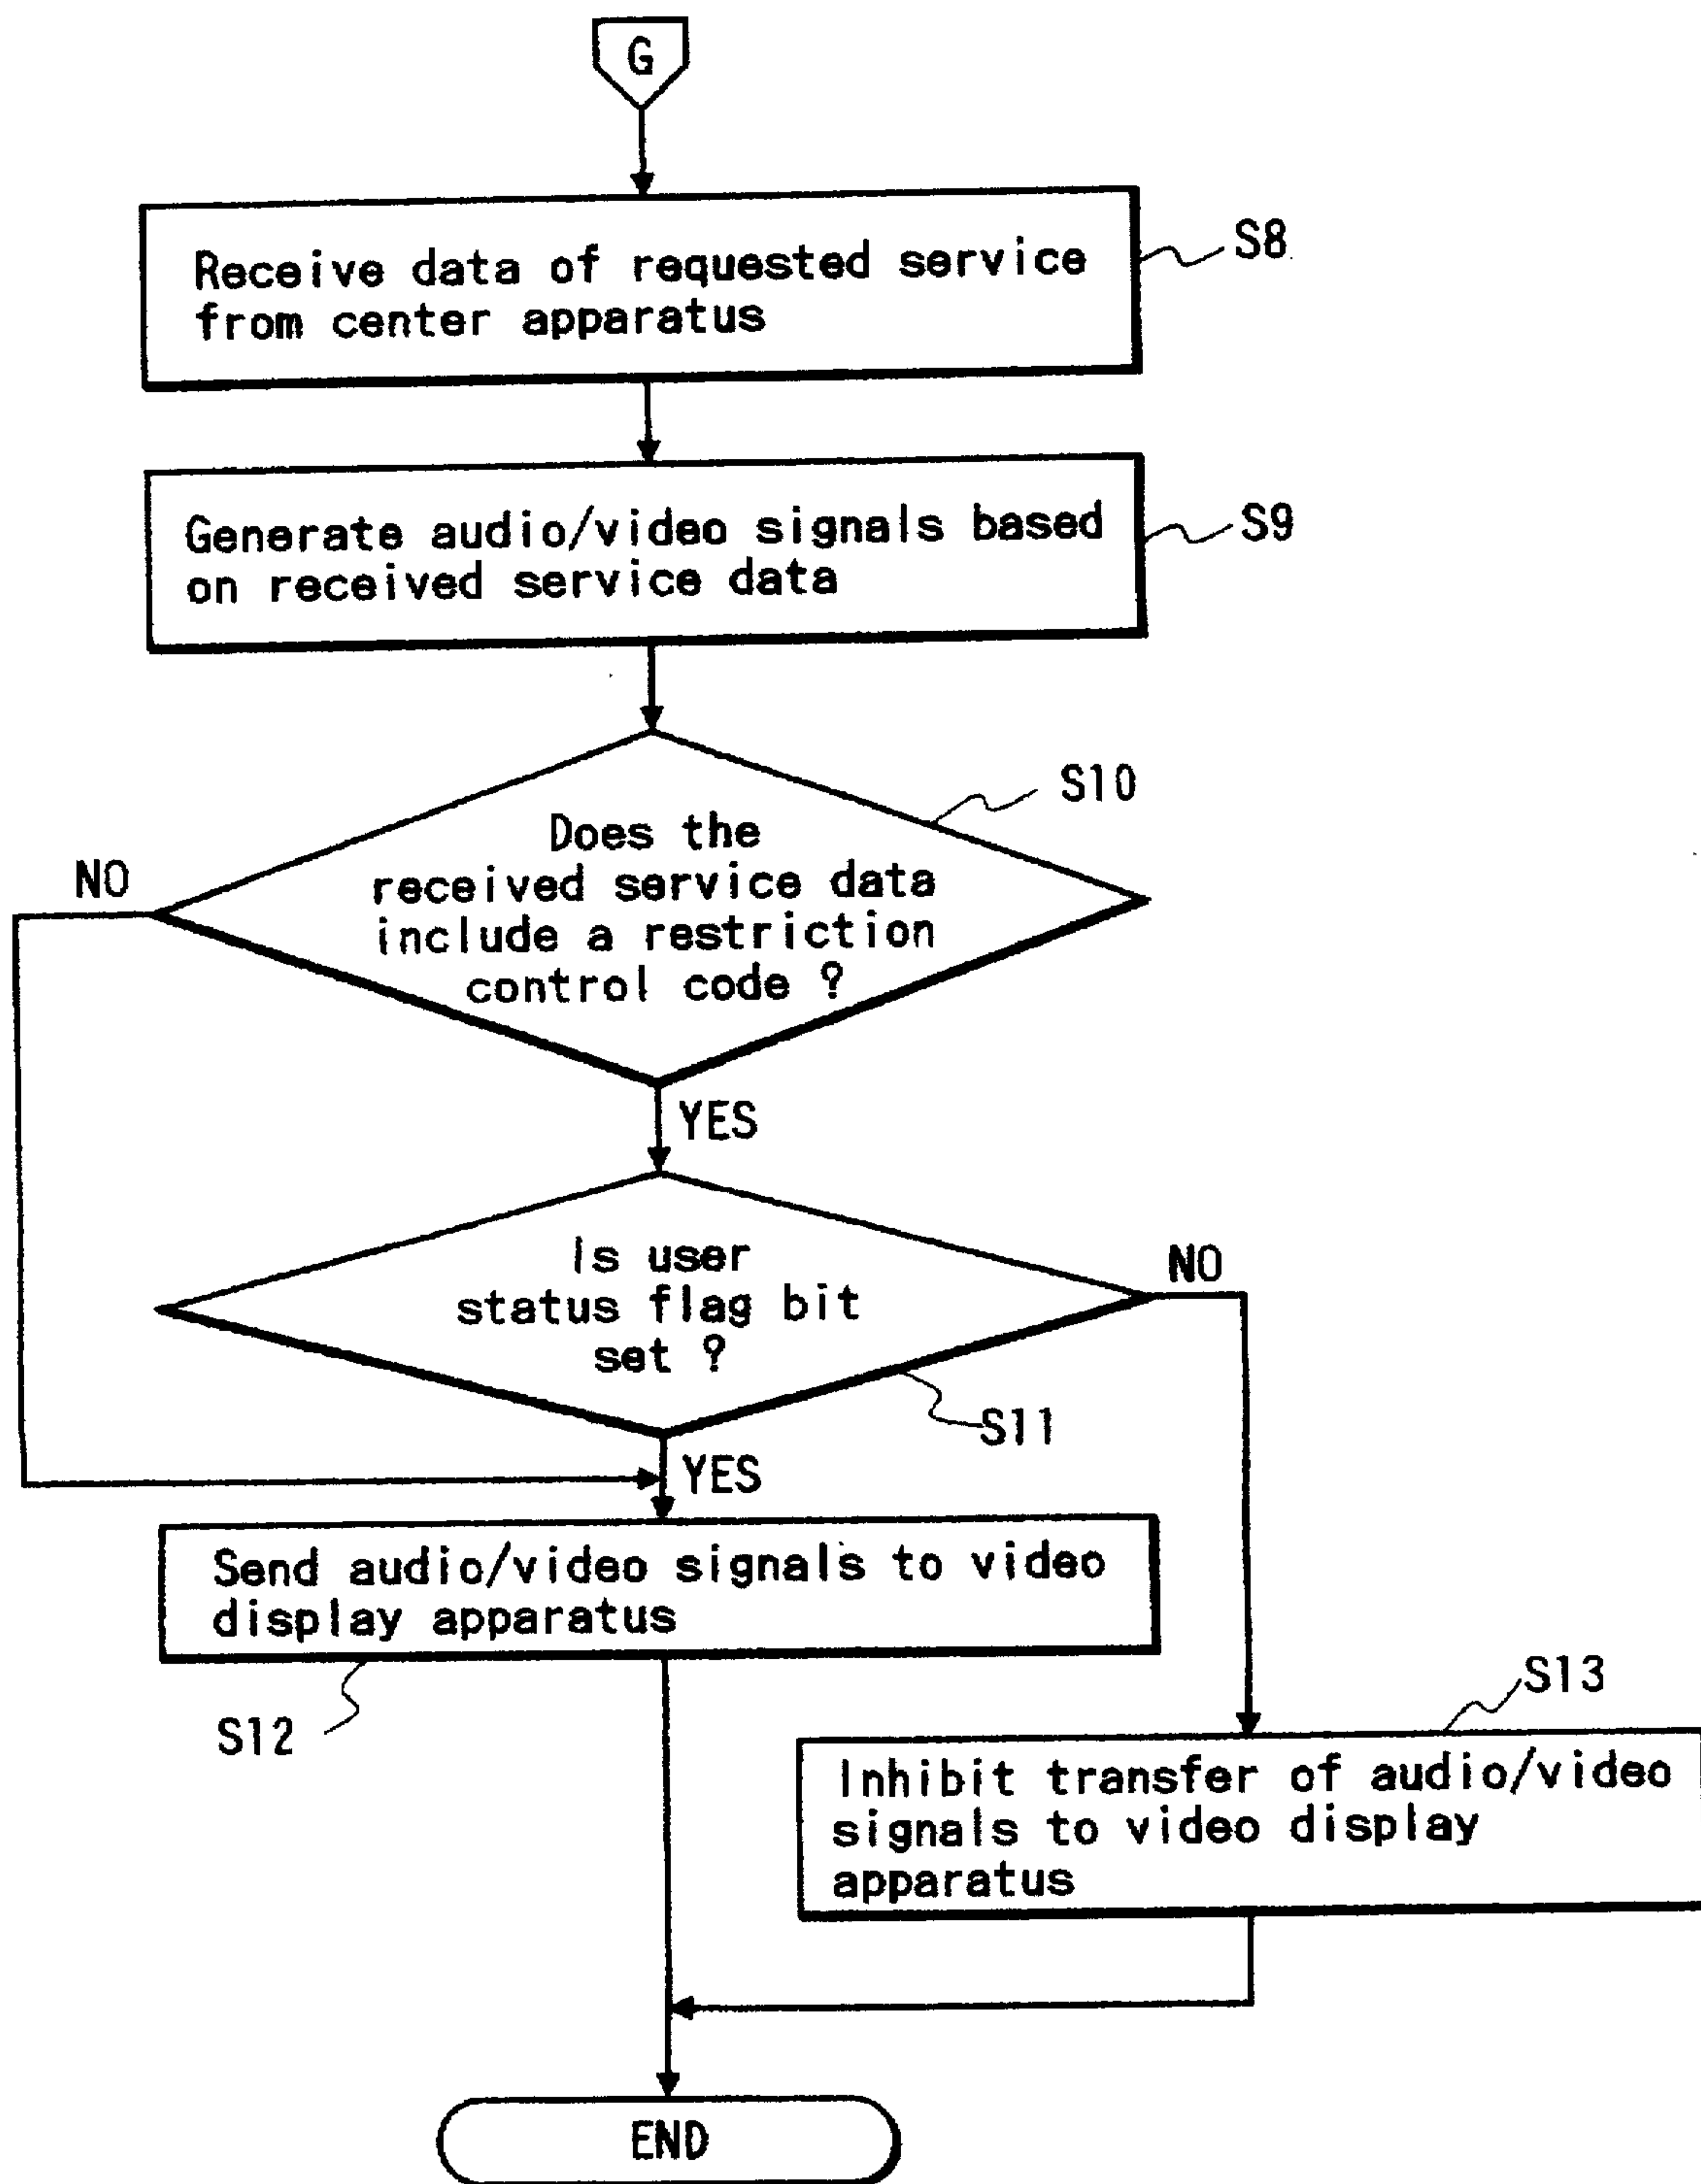 G
Receive data of requested service
from center apparatus
S8
Generate audio/video signals based
on received service data
S9
S10
Does the
received service data
include a restriction
control code ?
NO
YES
Is user
status flag bit
set ?
NO
S11
YES
Send audio/video signals to video
display apparatus
S12
S13
Inhibit transfer of audio/video
signals to video display
apparatus
END